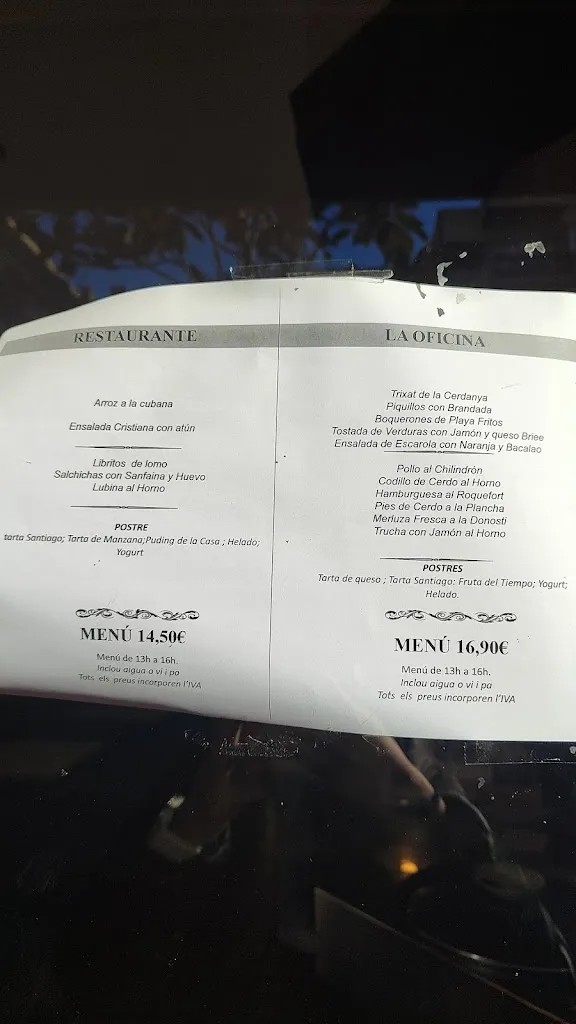 RESTAURANTE
Arroz a la cubana
Ensalada Cristiana con atún
Libritos de lomo
Salchichas con Sanfaina y Huevo
Lubina al Horno
POSTRE
tarta Santiago; Tarta de Manzana;Puding de la Casa ; Helado;
Yogurt
MENÚ 14,50€
Menú de 13h a 16h.
Inclou aigua o vi i pa
Tots els preus incorporen l'IVA
LA OFICINA
Trixat de la Cerdanya
Piquillos con Brandada
Boquerones de Playa Fritos
Tostada de Verduras con Jamón y queso Briee
Ensalada de Escarola con Naranja y Bacalao
Pollo al Chilindrón
Codillo de Cerdo al Horno
Hamburguesa al Roquefort
Pies de Cerdo a la Plancha
Merluza Fresca a la Donosti
Trucha con Jamón al Horno
POSTRES
Tarta de quesa ; Tarta Santiago: Fruta del Tiempo; Yogurt;
Helado.
MENÚ 16,90€
Menú de 13h a 16h.
Inclou aigua o vi i pa
Tots els preus incorporen l'IVA